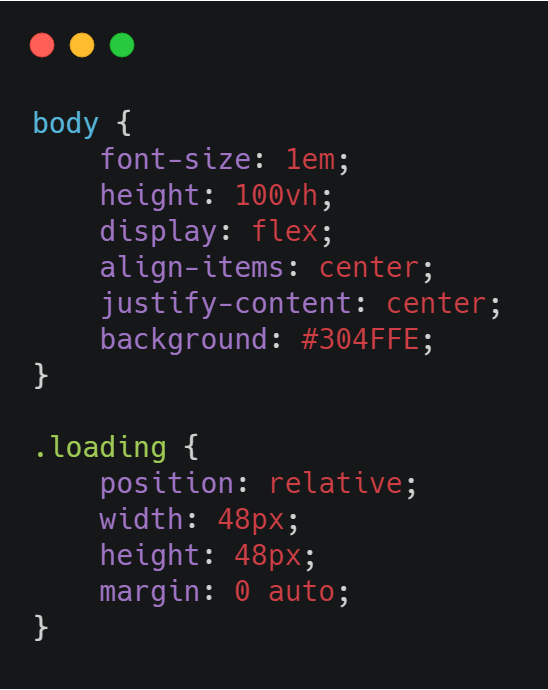 body {
    font-size: 1em;
    height: 100vh;
    display: flex;
    align-items: center;
    justify-content: center;
    background: #304FFE;
}

.loading {
    position: relative;
    width: 48px;
    height: 48px;
    margin: 0 auto;
}